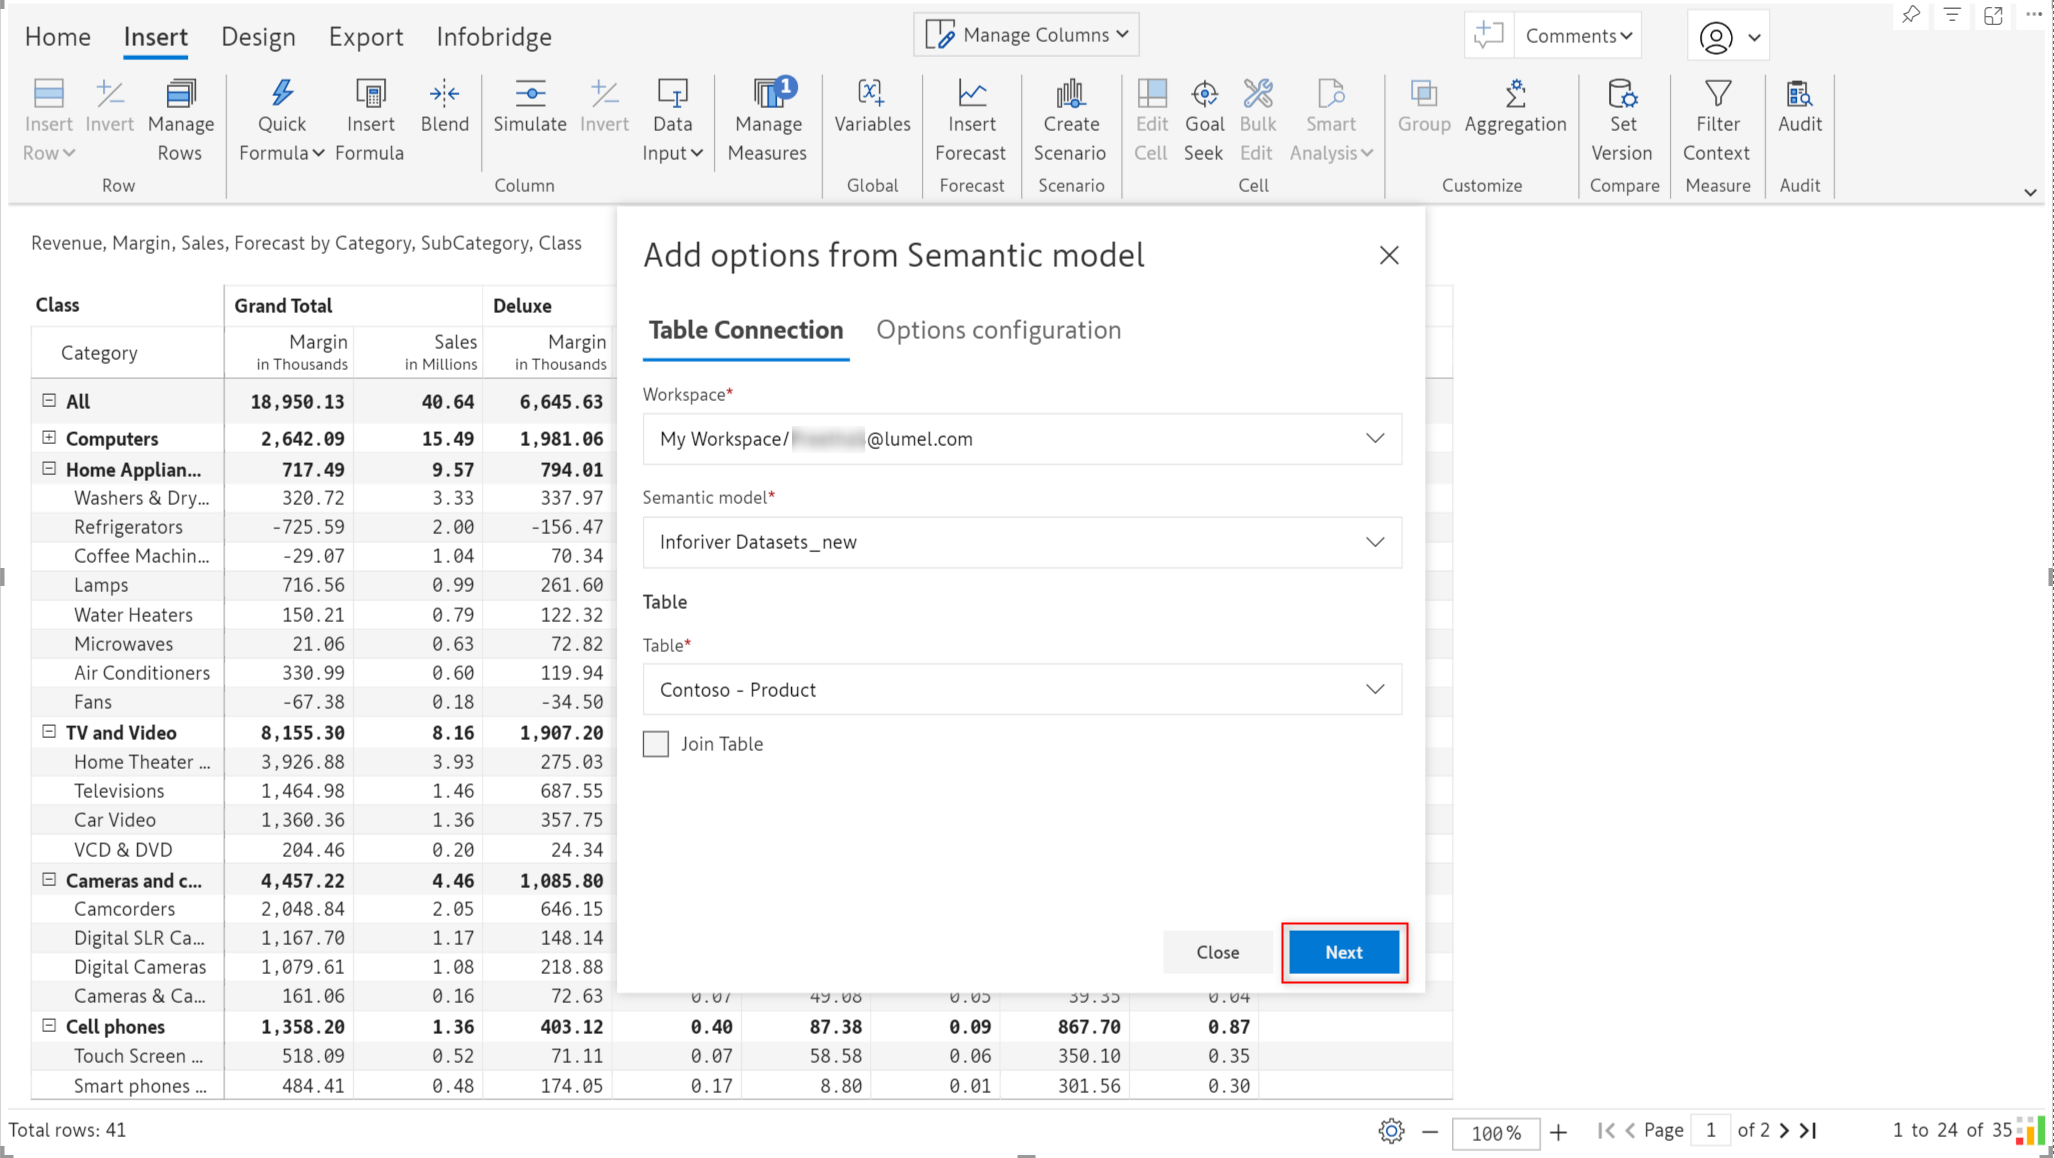 Home Insert Design Export Infobridge Manage Columns Comments
Insert Row Invert Manage Rows Quick Formula Insert Formula Blend Simulate Invert Data Input 1 Manage Measures Variables Insert Forecast Create Scenario Edit Cell Goal Seek Bulk Edit Smart Analysis Group Aggregation Set Version Filter Context Audit
Row Column Global Forecast Scenario Cell Customize Compare Measure Audit
Revenue, Margin, Sales, Forecast by Category, SubCategory, Class
Class Grand Total Deluxe
Category Margin in Thousands Sales in Millions Margin in Thousands
All 18,950.13 40.64 6,645.63
Computers 2,642.09 15.49 1,981.06
Home Applian... 717.49 9.57 794.01
Washers & Dry... 320.72 3.33 337.97
Refrigerators -725.59 2.00 -156.47
Coffee Machin... -29.07 1.04 70.34
Lamps 716.56 0.99 261.60
Water Heaters 150.21 0.79 122.32
Microwaves 21.06 0.63 72.82
Air Conditioners 330.99 0.60 119.94
Fans -67.38 0.18 -34.50
TV and Video 8,155.30 8.16 1,907.20
Home Theater ... 3,926.88 3.93 275.03
Televisions 1,464.98 1.46 687.55
Car Video 1,360.36 1.36 357.75
VCD & DVD 204.46 0.20 24.34
Cameras and c... 4,457.22 4.46 1,085.80
Camcorders 2,048.84 2.05 646.15
Digital SLR Ca... 1,167.70 1.17 148.14
Digital Cameras 1,079.61 1.08 218.88
Cameras & Ca... 161.06 0.16 72.63 0.07 49.08 0.05 39.35 0.04
Cell phones 1,358.20 1.36 403.12 0.40 87.38 0.09 867.70 0.87
Touch Screen ... 518.09 0.52 71.11 0.07 58.58 0.06 350.10 0.35
Smart phones ... 484.41 0.48 174.05 0.17 8.80 0.01 301.56 0.30
Add options from Semantic model
Table Connection Options configuration
Workspace*
My Workspace/ @lumel.com
Semantic model*
Inforiver Datasets_new
Table
Table*
Contoso - Product
Join Table
Close Next
Total rows: 41 100% Page 1 of 2 1 to 24 of 35